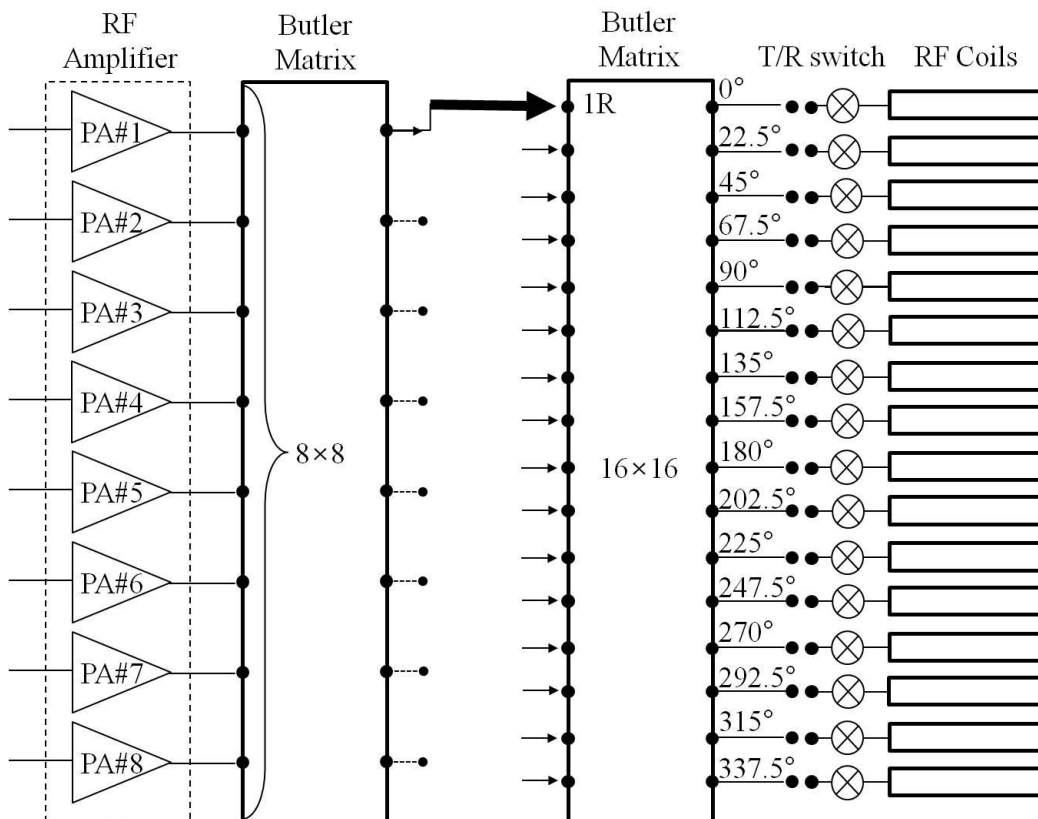 RF
Amplifier
Butler
Matrix
Butler
Matrix
T/R switch
RF Coils
PA#1
PA#2
PA#3
PA#4
PA#5
PA#6
PA#7
PA#8
8×8
1R
16×16
0°
22.5°
45°
67.5°
90°
112.5°
135°
157.5°
180°
202.5°
225°
247.5°
270°
292.5°
315°
337.5°